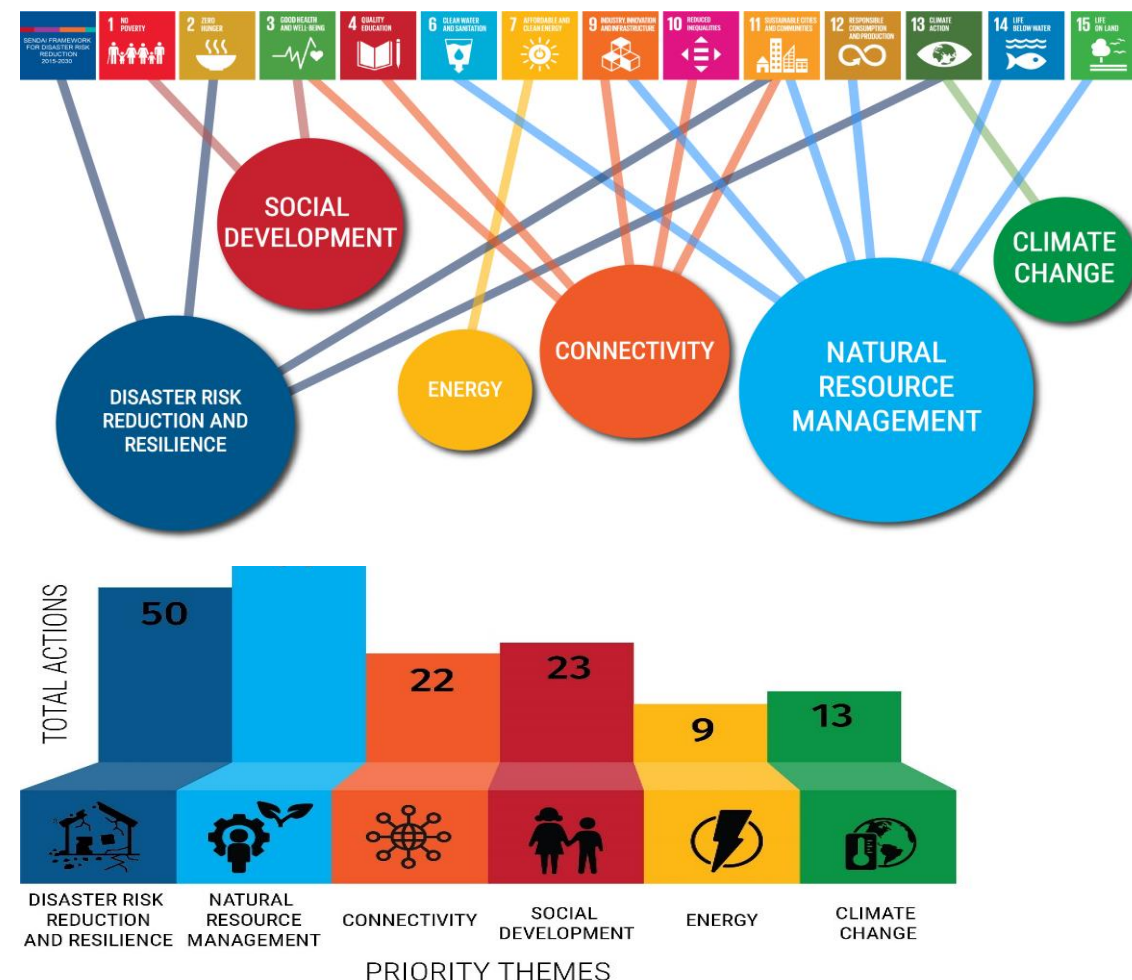 SENDAI FRAMEWORK
FOR DISASTER RISK
REDUCTION
2015-2030
1 NO
POVERTY
2 ZERO
HUNGER
3 GOOD HEALTH
AND WELL-BEING
4 QUALITY
EDUCATION
6 CLEAN WATER
AND SANITATION
7 AFFORDABLE AND
CLEAN ENERGY
9 INDUSTRY, INNOVATION
AND INFRASTRUCTURE
10 REDUCED
INEQUALITIES
11 SUSTAINABLE CITIES
AND COMMUNITIES
12 RESPONSIBLE
CONSUMPTION
AND PRODUCTION
13 CLIMATE
ACTION
14 LIFE
BELOW WATER
15 LIFE
ON LAND
SOCIAL
DEVELOPMENT
CLIMATE
CHANGE
DISASTER RISK
REDUCTION AND
RESILIENCE
ENERGY
CONNECTIVITY
NATURAL
RESOURCE
MANAGEMENT
TOTAL ACTIONS
50
22
23
9
13
DISASTER RISK
REDUCTION
AND RESILIENCE
NATURAL
RESOURCE
MANAGEMENT
CONNECTIVITY
SOCIAL
DEVELOPMENT
ENERGY
CLIMATE
CHANGE
PRIORITY THEMES